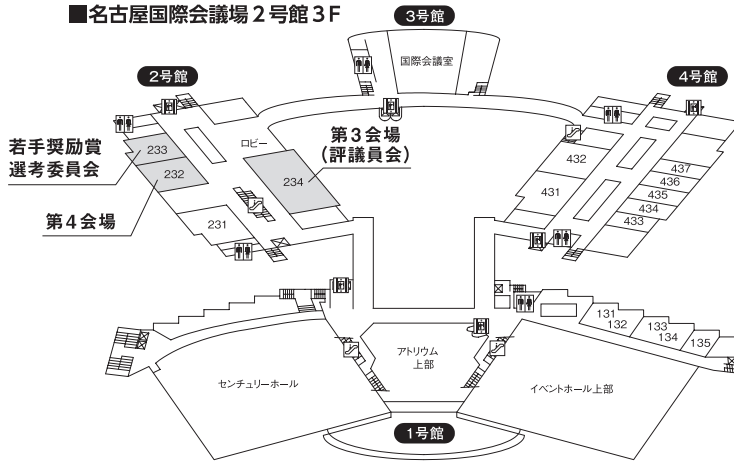 ■名古屋国際会議場2号館3F
3号館
国際会議室
2号館
4号館
若手奨励賞
選考委員会
233
232
ロビー
第3会場
(評議員会)
234
第4会場
231
432
431
437
436
435
434
433
131
132
133
134
135
アトリウム
上部
センチュリーホール
イベントホール上部
1号館